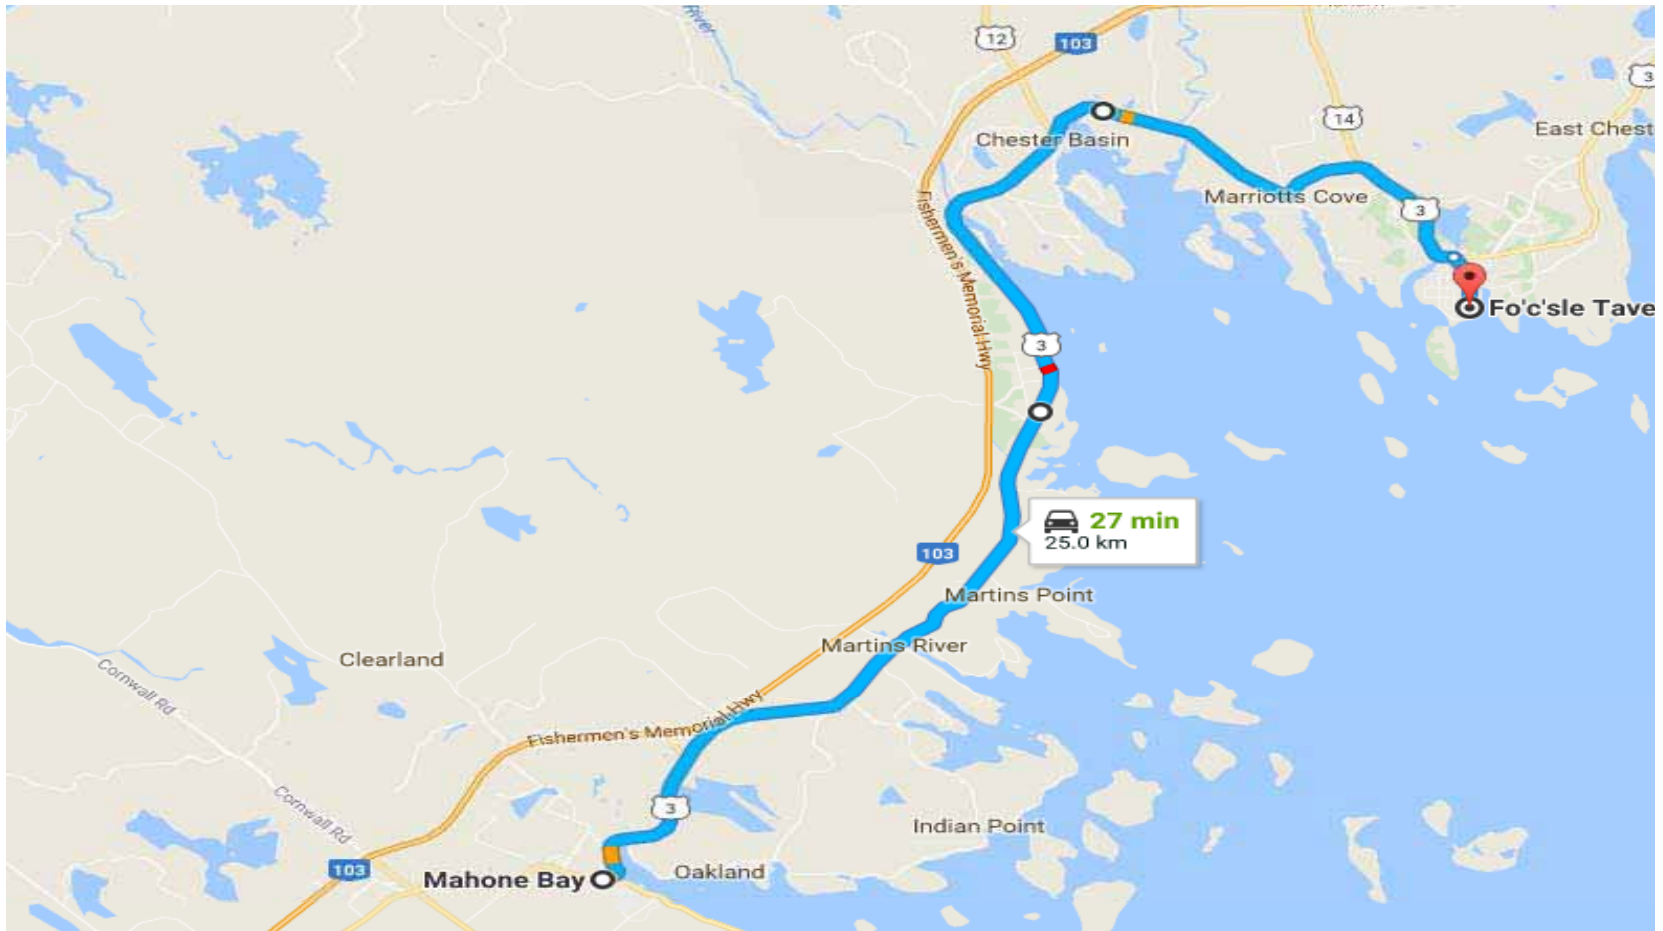 River
12
103
3
Chester Basin
14
East Chest
Marriotts Cove
3
Fishermen's Memorial Hwy
Fo'c'sle Tave
3
27 min
25.0 km
103
Martins Point
Martins River
Clearland
Cornwall Rd
Fishermen's Memorial Hwy
Cornwall Rd
3
Indian Point
103
Mahone Bay
Oakland